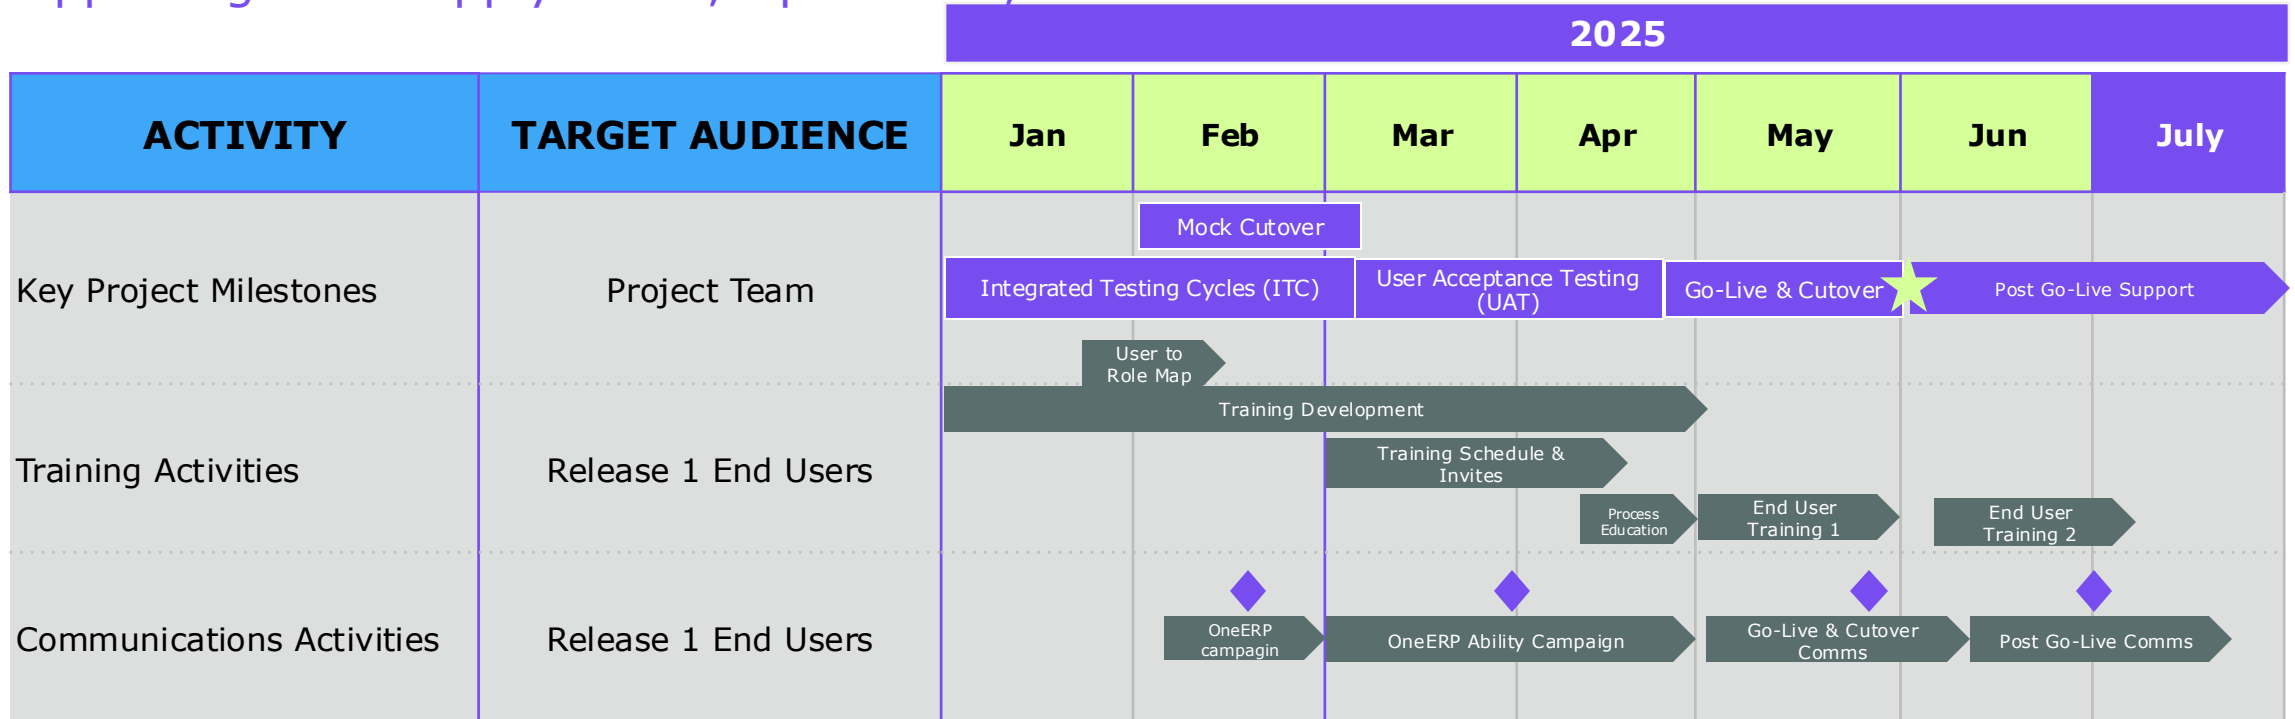 2025
ACTIVITY
TARGET AUDIENCE
Jan
Feb
Mar
Apr
May
Jun
July
Key Project Milestones
Project Team
Mock Cutover
Integrated Testing Cycles (ITC)
User Acceptance Testing
(UAT)
Go-Live & Cutover
Post Go-Live Support
User to
Role Map
Training Activities
Release 1 End Users
Training Development
Training Schedule &
Invites
Process
Education
End User
Training 1
End User
Training 2
Communications Activities
Release 1 End Users
OneERP
campagin
OneERP Ability Campaign
Go-Live & Cutover
Comms
Post Go-Live Comms